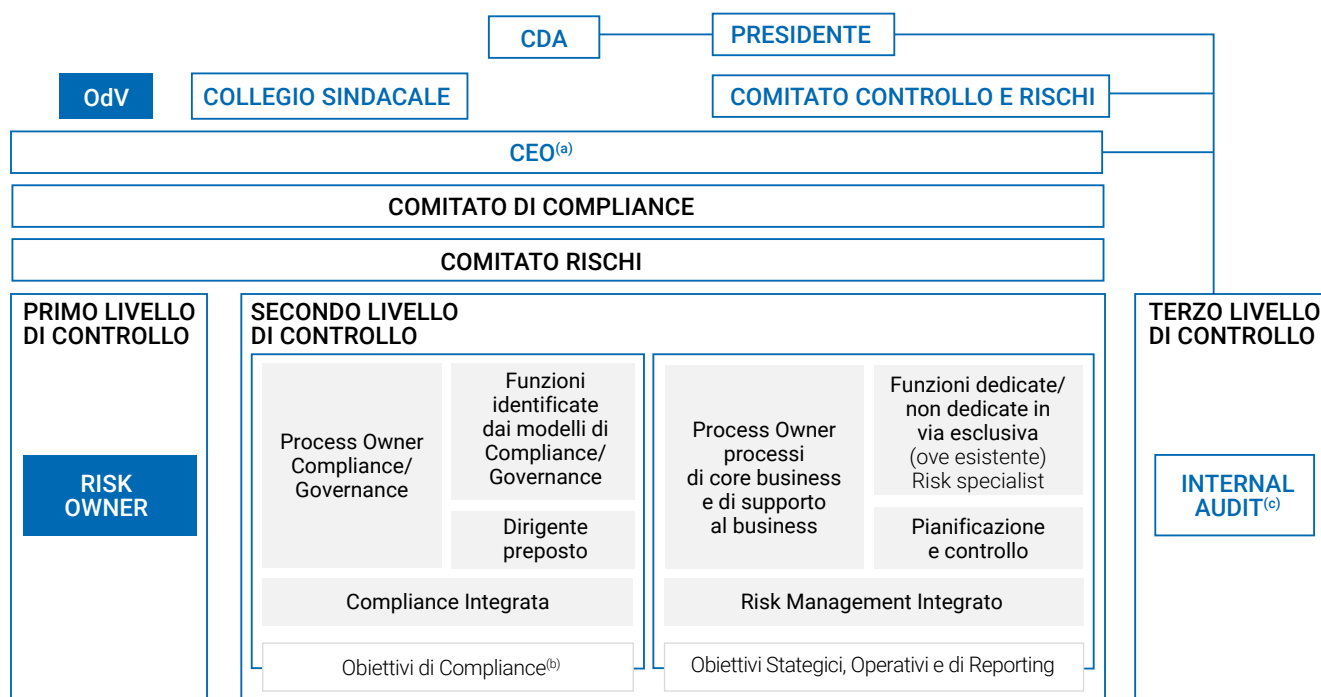 CDA
PRESIDENTE
OdV
COLLEGIO SINDACALE
COMITATO CONTROLLO E RISCHI
CEO(a)
COMITATO DI COMPLIANCE
COMITATO RISCHI
PRIMO LIVELLO
DI CONTROLLO
RISK
OWNER
SECONDO LIVELLO
DI CONTROLLO
Process Owner
Compliance/
Governance
Funzioni
identificate
dai modelli di
Compliance/
Governance
Dirigente
preposto
Compliance Integrata
Obiettivi di Compliance(b)
Process Owner
processi
di core business
e di supporto
al business
Funzioni dedicate/
non dedicate in
via esclusiva
(ove esistente)
Risk specialist
Pianificazione
e controllo
Risk Management Integrato
Obiettivi Stategici, Operativi e di Reporting
TERZO LIVELLO
DI CONTROLLO
INTERNAL
AUDIT(c)